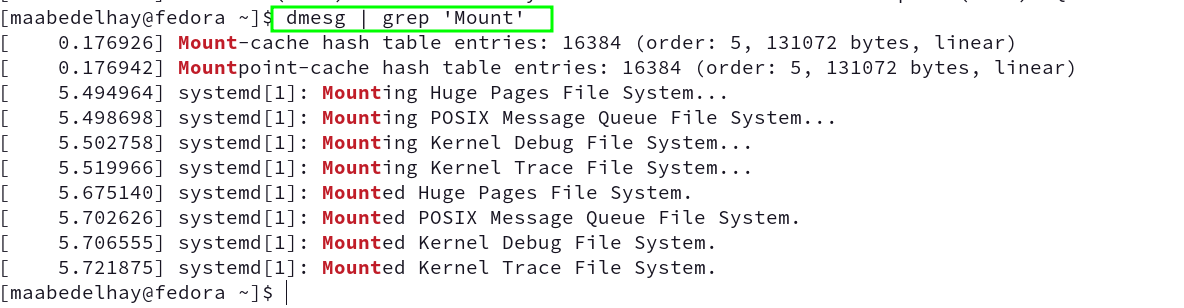 [maabedelhay@fedora ~]$ dmesg | grep 'Mount'
[    0.176926] Mount-cache hash table entries: 16384 (order: 5, 131072 bytes, linear)
[    0.176942] Mountpoint-cache hash table entries: 16384 (order: 5, 131072 bytes, linear)
[    5.494964] systemd[1]: Mounting Huge Pages File System...
[    5.498698] systemd[1]: Mounting POSIX Message Queue File System...
[    5.502758] systemd[1]: Mounting Kernel Debug File System...
[    5.519966] systemd[1]: Mounting Kernel Trace File System...
[    5.675140] systemd[1]: Mounted Huge Pages File System.
[    5.702626] systemd[1]: Mounted POSIX Message Queue File System.
[    5.706555] systemd[1]: Mounted Kernel Debug File System.
[    5.721875] systemd[1]: Mounted Kernel Trace File System.
[maabedelhay@fedora ~]$